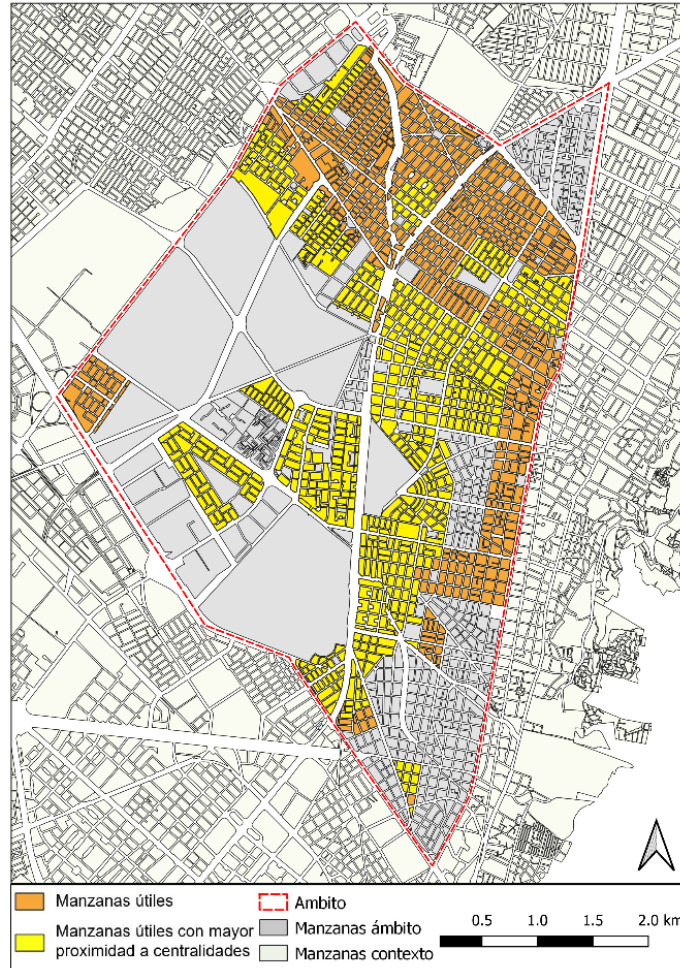 Manzanas útiles
Manzanas útiles con mayor
proximidad a centralidades
Ambito
Manzanas ámbito
Manzanas contexto
0.5 1.0 1.5 2.0 km